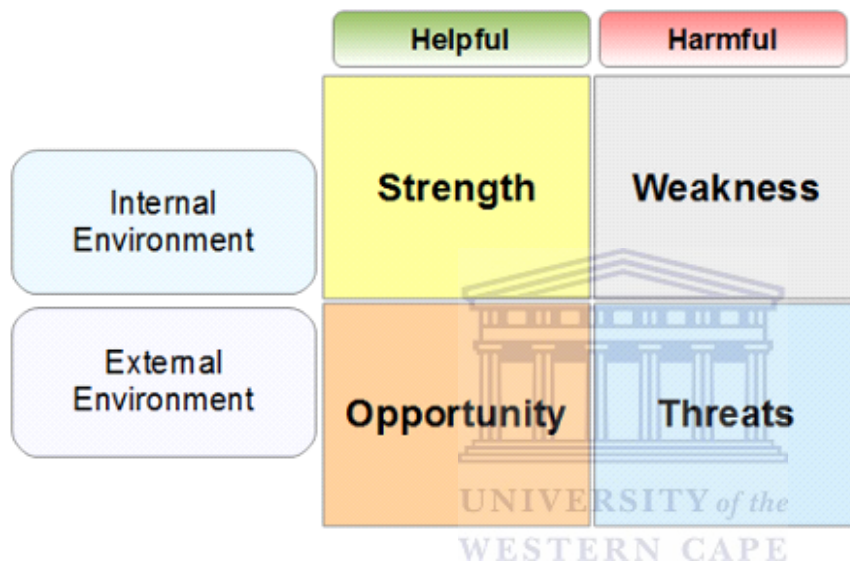 Helpful
Harmful
Internal
Environment
Strength
Weakness
External
Environment
Opportunity
Threats
UNIVERSITY of the
WESTERN CAPE